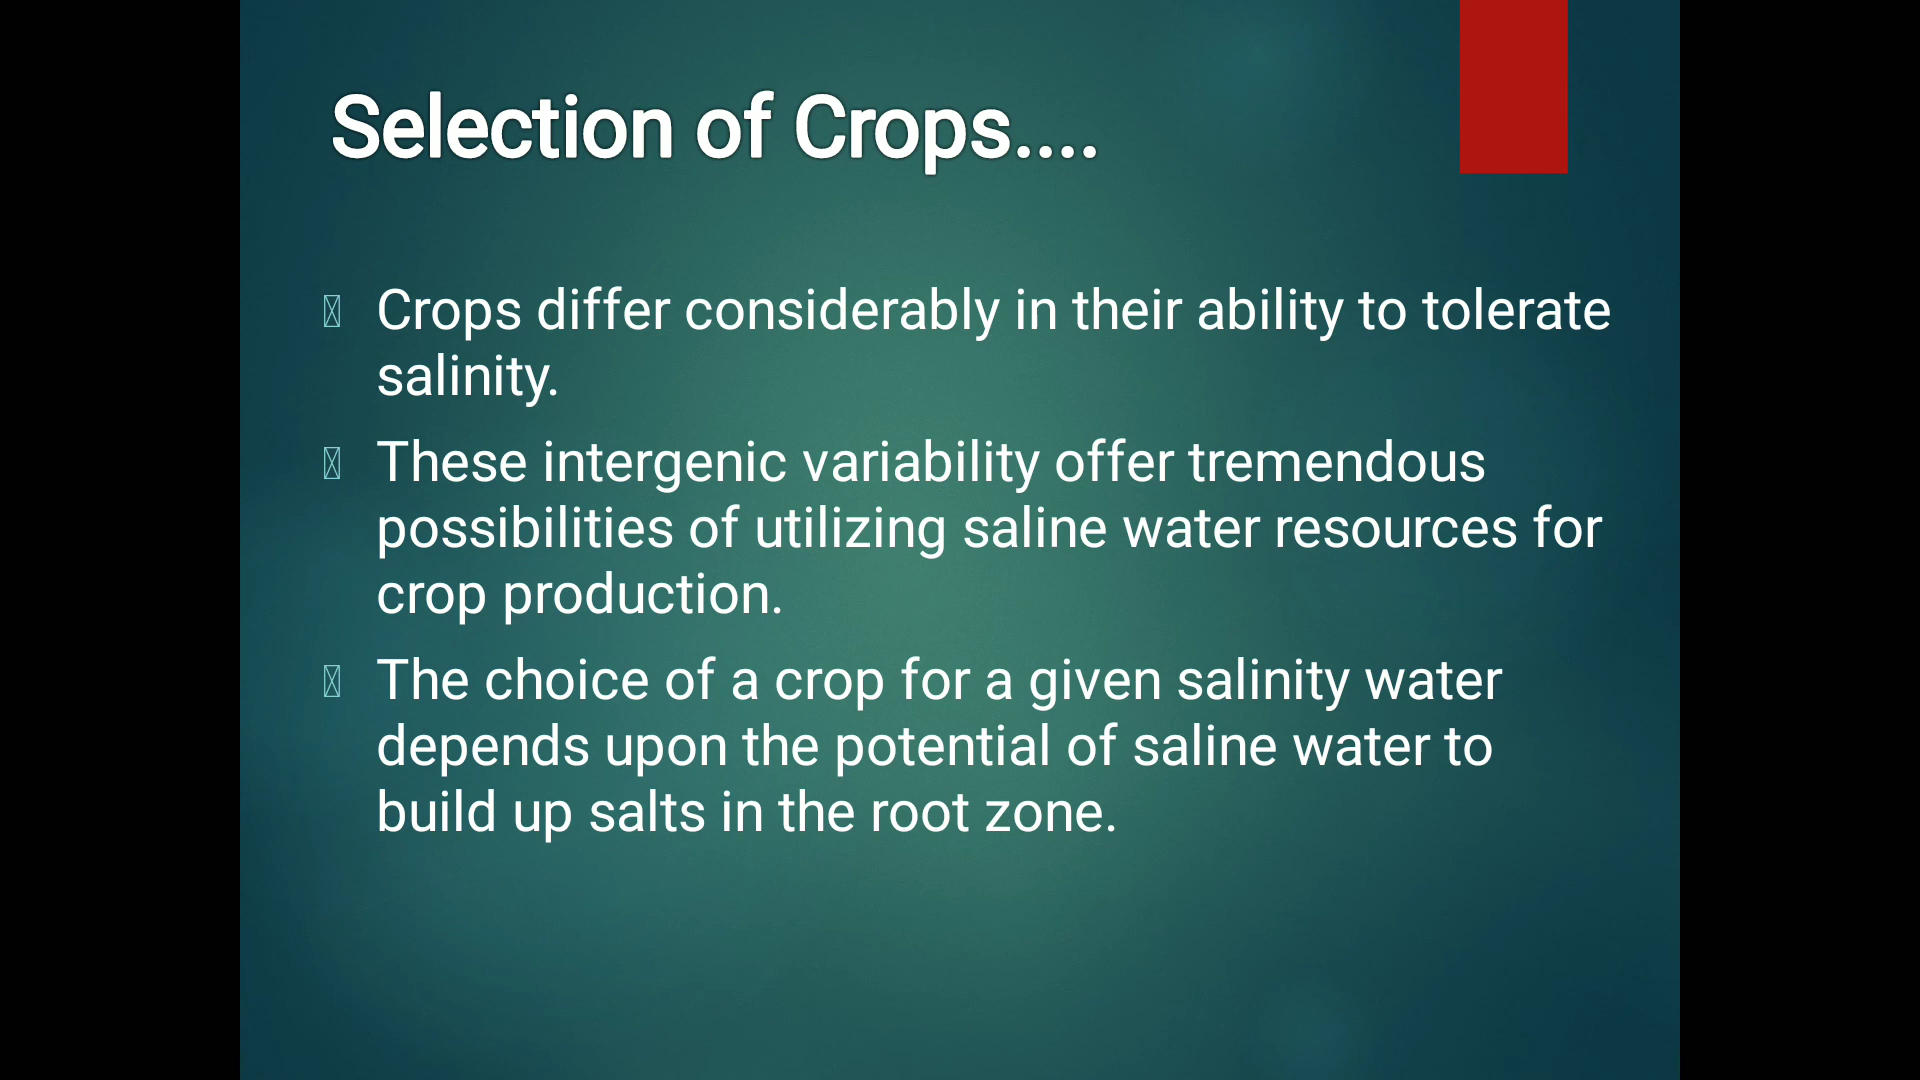 Selection of Crops....
Crops differ considerably in their ability to tolerate
salinity.
These intergenic variability offer tremendous
possibilities of utilizing saline water resources for
crop production.
The choice of a crop for a given salinity water
depends upon the potential of saline water to
build up salts in the root zone.